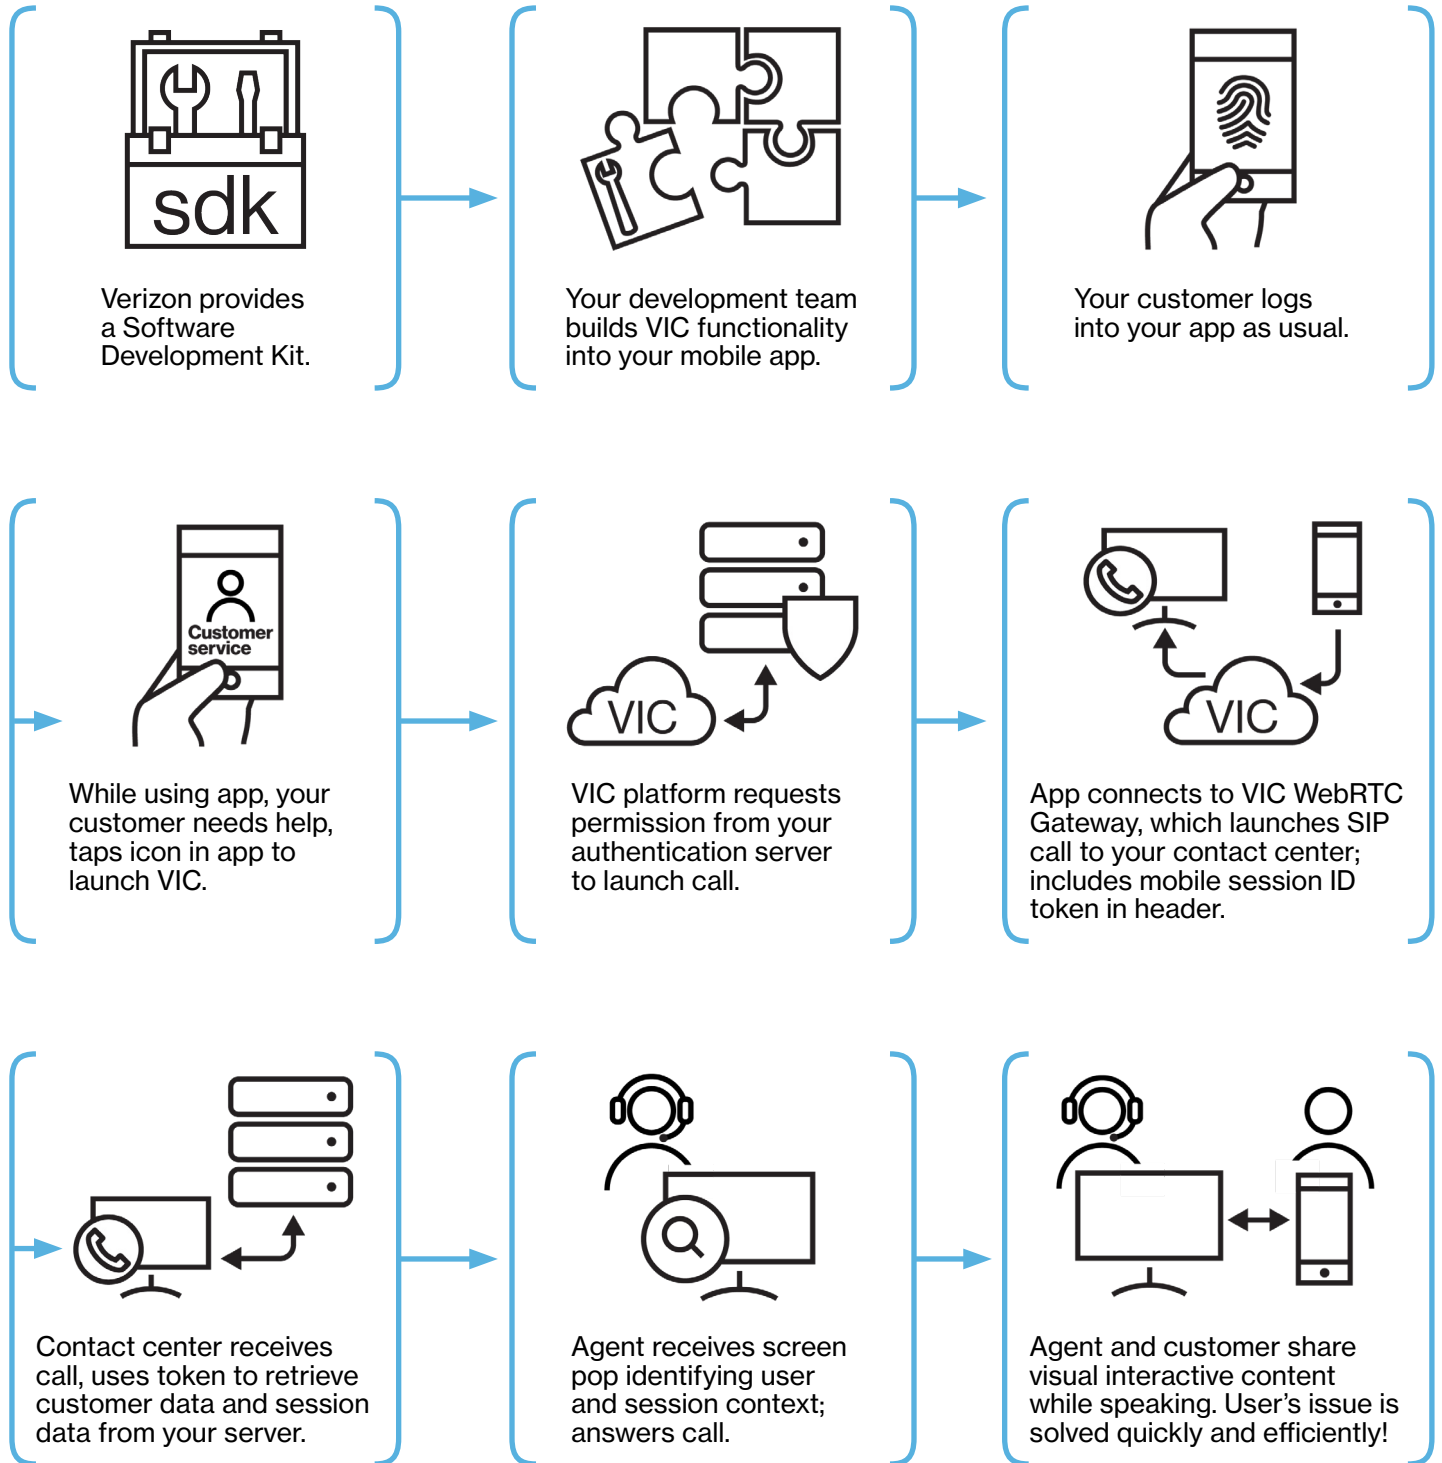 sdk
Verizon provides
a Software
Development Kit.
Your development team
builds VIC functionality
into your mobile app.
Your customer logs
into your app as usual.
Customer
service
While using app, your
customer needs help,
taps icon in app to
launch VIC.
VIC
VIC platform requests
permission from your
authentication server
to launch call.
VIC
App connects to VIC WebRTC
Gateway, which launches SIP
call to your contact center;
includes mobile session ID
token in header.
Contact center receives
call, uses token to retrieve
customer data and session
data from your server.
Agent receives screen
pop identifying user
and session context;
answers call.
Agent and customer share
visual interactive content
while speaking. User's issue is
solved quickly and efficiently!